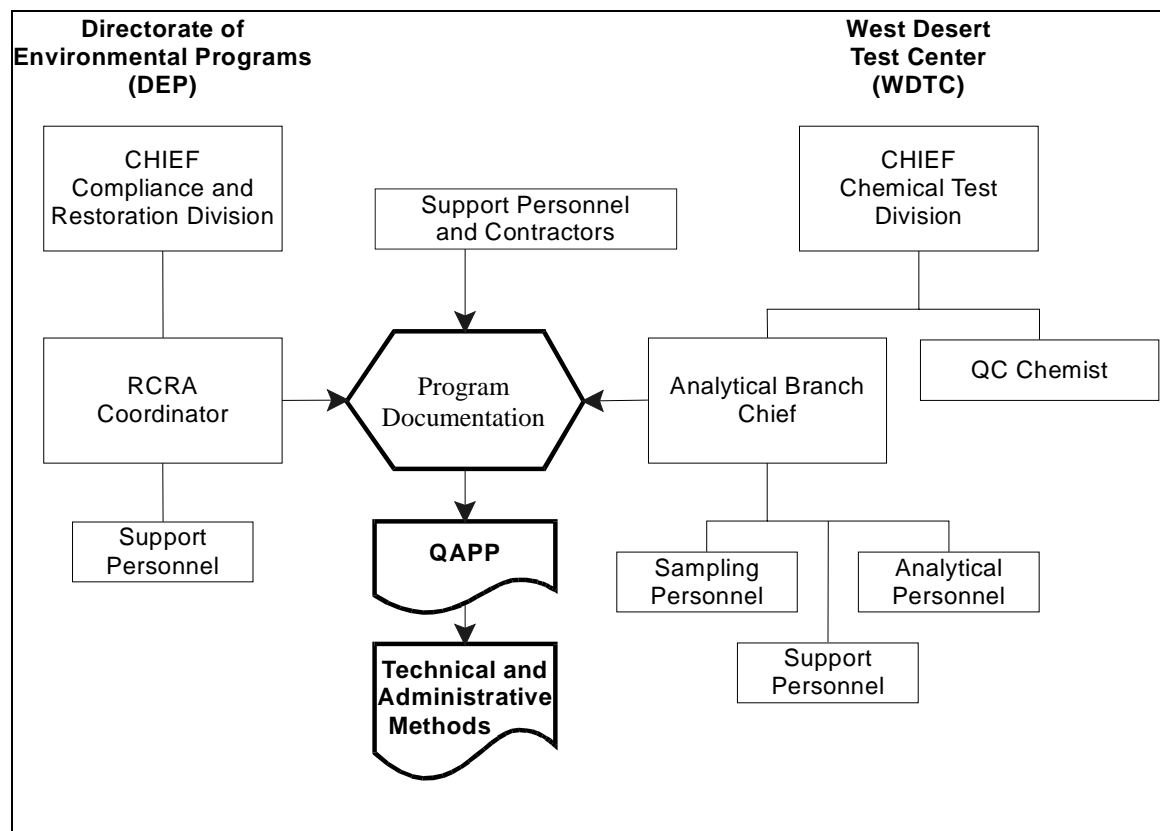 Directorate of
Environmental Programs
(DEP)
West Desert
Test Center
(WDTC)
CHIEF
Compliance and
Restoration Division
Support Personnel
and Contractors
CHIEF
Chemical Test
Division
RCRA
Coordinator
Program
Documentation
Analytical Branch
Chief
QC Chemist
Support
Personnel
QAPP
Sampling
Personnel
Analytical
Personnel
Support
Personnel
Technical and
Administrative
Methods